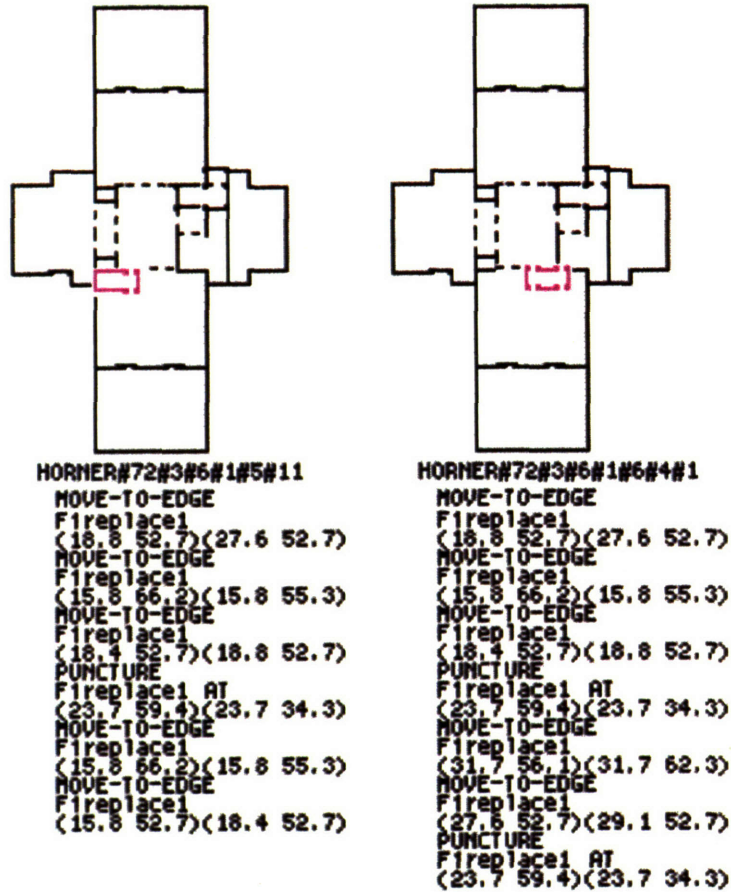 HORNER#72#3#6#1#5#11
MOVE-TO-EDGE
Fireplace1
(18.8 52.7)(27.6 52.7)
MOVE-TO-EDGE
Fireplace1
(15.8 66.2)(15.8 55.3)
MOVE-TO-EDGE
Fireplace1
(18.4 52.7)(18.8 52.7)
PUNCTURE
Fireplace1 AT
(23.7 59.4)(23.7 34.3)
MOVE-TO-EDGE
Fireplace1
(15.8 66.2)(15.8 55.3)
MOVE-TO-EDGE
Fireplace1
(15.8 52.7)(18.4 52.7)
HORNER#72#3#6#1#6#4#1
MOVE-TO-EDGE
Fireplace1
(18.8 52.7)(27.6 52.7)
MOVE-TO-EDGE
Fireplace1
(15.8 66.2)(15.8 55.3)
MOVE-TO-EDGE
Fireplace1
(18.4 52.7)(18.8 52.7)
PUNCTURE
Fireplace1 AT
(23.7 59.4)(23.7 34.3)
MOVE-TO-EDGE
Fireplace1
(31.7 56.1)(31.7 62.3)
MOVE-TO-EDGE
Fireplace1
(27.6 52.7)(29.1 52.7)
PUNCTURE
Fireplace1 AT
(23.7 59.4)(23.7 34.3)